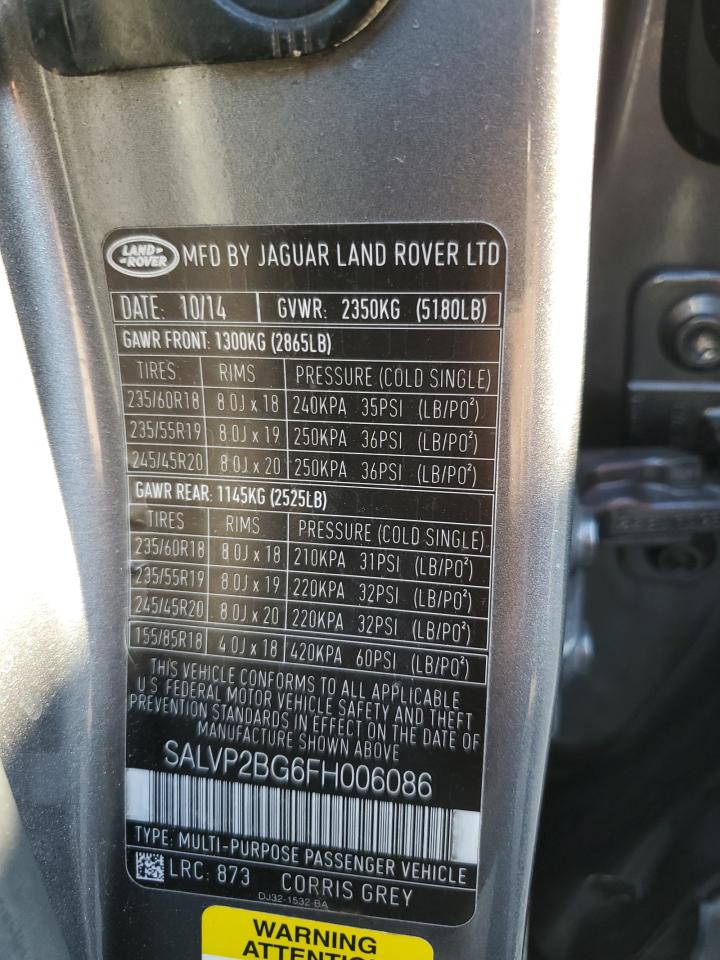 LAND-
-ROVER
MFD BY JAGUAR LAND ROVER LTD
DATE: 10/14 GVWR: 2350KG (5180LB)
GAWR FRONT: 1300KG (2865LB)
TIRES RIMS PRESSURE (COLD SINGLE)
235/60R18 8.0J x 18 240KPA 35PSI (LB/PO²)
235/55R19 8.0J x 19 250KPA 36PSI (LB/PO²)
245/45R20 8.0J x 20 250KPA 36PSI (LB/PO²)
GAWR REAR: 1145KG (2525LB)
TIRES RIMS PRESSURE (COLD SINGLE)
235/60R18 8.0J x 18 210KPA 31PSI (LB/PO²)
235/55R19 8.0J x 19 220KPA 32PSI (LB/PO²)
245/45R20 8.0J x 20 220KPA 32PSI (LB/PO²)
155/85R18 4.0J x 18 420KPA 60PSI (LB/PO²)
THIS VEHICLE CONFORMS TO ALL APPLICABLE
U.S FEDERAL MOTOR VEHICLE SAFETY AND THEFT
PREVENTION STANDARDS IN EFFECT ON THE DATE OF
MANUFACTURE SHOWN ABOVE
SALVP2BG6FH006086
TYPE: MULTI-PURPOSE PASSENGER VEHICLE
LRC: 873 CORRIS GREY
DJ32-1532-BA
WARNING
ATTENTION